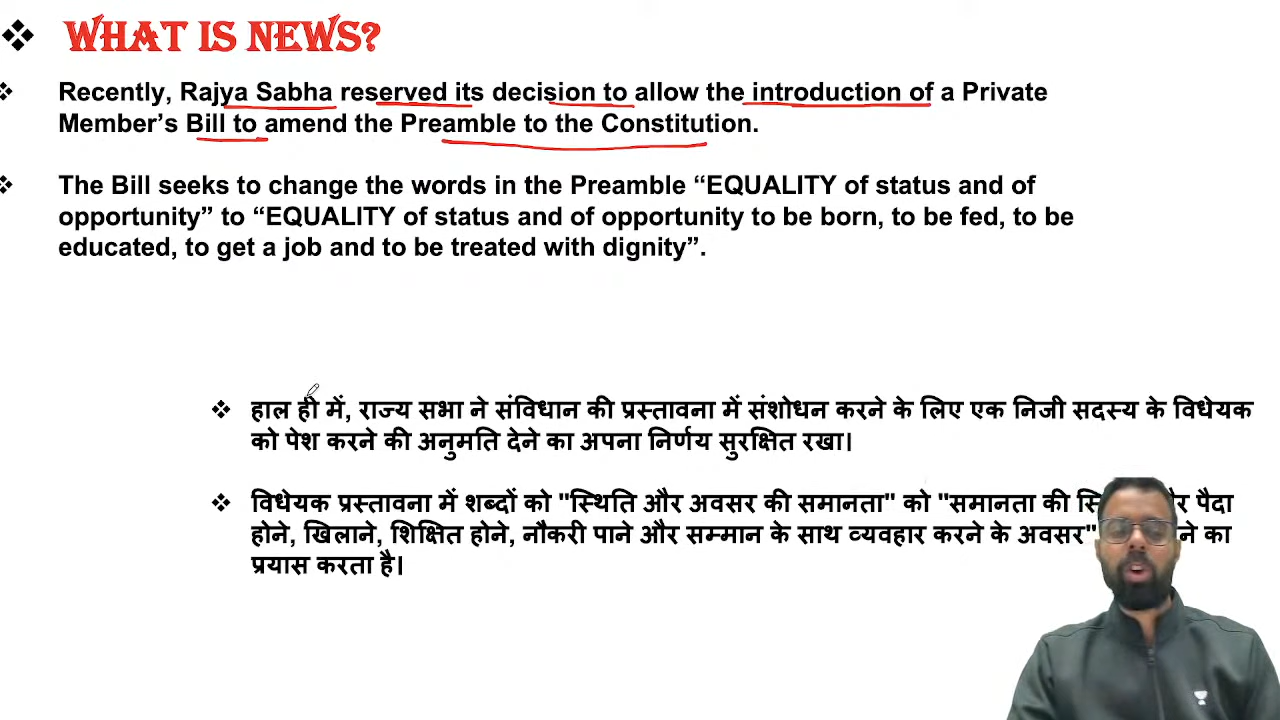 WHAT IS NEWS?
Recently, Rajya Sabha reserved its decision to allow the introduction of a Private
Member's Bill to amend the Preamble to the Constitution.
The Bill seeks to change the words in the Preamble “EQUALITY of status and of
opportunity” to “EQUALITY of status and of opportunity to be born, to be fed, to be
educated, to get a job and to be treated with dignity”.
हाल ही में, राज्य सभा ने संविधान की प्रस्तावना में संशोधन करने के लिए एक निजी सदस्य के विधेयक
को पेश करने की अनुमति देने का अपना निर्णय सुरक्षित रखा।
विधेयक प्रस्तावना में शब्दों को "स्थिति और अवसर की समानता" को "समानता की पैदा
होने, खिलाने, शिक्षित होने, नौकरी पाने और सम्मान के साथ व्यवहार करने के अवसर" का
प्रयास करता है।